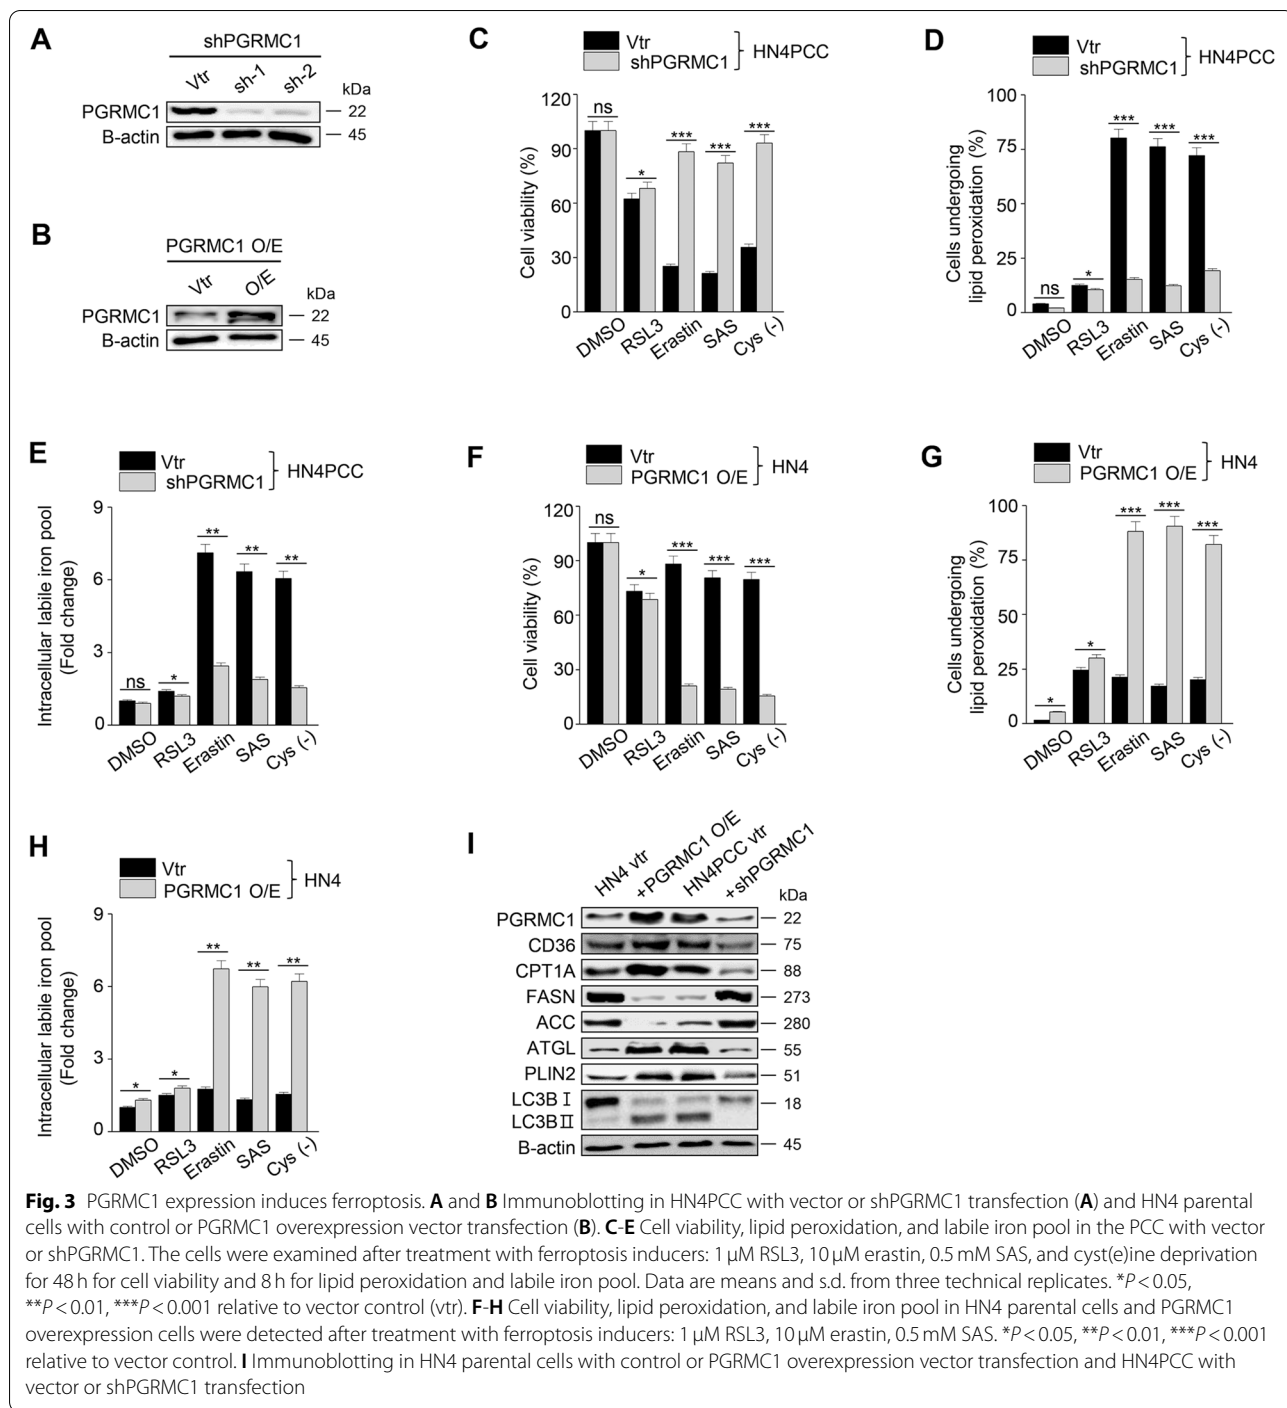 A
shPGRMC1
Vtr sh-1 sh-2
kDa
PGRMC1 22
B-actin 45
B
PGRMC1 O/E
Vtr O/E
kDa
PGRMC1 22
B-actin 45
C
Vtr
shPGRMC1
HN4PCC
Cell viability (%)
120
90
60
30
0
ns * *** *** ***
DMSO RSL3 Erastin SAS Cys (-)
D
Vtr
shPGRMC1
HN4PCC
Cells undergoing
lipid peroxidation (%)
100
75
50
25
0
ns * *** *** ***
DMSO RSL3 Erastin SAS Cys (-)
E
Vtr
shPGRMC1
HN4PCC
Intracellular labile iron pool
(Fold change)
9
6
3
0
ns * ** ** **
DMSO RSL3 Erastin SAS Cys (-)
F
Vtr
PGRMC1 O/E
HN4
Cell viability (%)
120
90
60
30
0
ns * *** *** ***
DMSO RSL3 Erastin SAS Cys (-)
G
Vtr
PGRMC1 O/E
HN4
Cells undergoing
lipid peroxidation (%)
100
75
50
25
0
* * *** *** ***
DMSO RSL3 Erastin SAS Cys (-)
H
Vtr
PGRMC1 O/E
HN4
Intracellular labile iron pool
(Fold change)
9
6
3
0
* * ** ** **
DMSO RSL3 Erastin SAS Cys (-)
I
HN4 vtr +PGRMC1 O/E HN4PCC vtr +shPGRMC1
kDa
PGRMC1 22
CD36 75
CPT1A 88
FASN 273
ACC 280
ATGL 55
PLIN2 51
LC3B Ⅰ 18
LC3B Ⅱ
B-actin 45
Fig. 3 PGRMC1 expression induces ferroptosis. A and B Immunoblotting in HN4PCC with vector or shPGRMC1 transfection (A) and HN4 parental
cells with control or PGRMC1 overexpression vector transfection (B). C-E Cell viability, lipid peroxidation, and labile iron pool in the PCC with vector
or shPGRMC1. The cells were examined after treatment with ferroptosis inducers: 1 μM RSL3, 10 μM erastin, 0.5 mM SAS, and cyst(e)ine deprivation
for 48 h for cell viability and 8 h for lipid peroxidation and labile iron pool. Data are means and s.d. from three technical replicates. *P < 0.05,
**P < 0.01, ***P < 0.001 relative to vector control (vtr). F-H Cell viability, lipid peroxidation, and labile iron pool in HN4 parental cells and PGRMC1
overexpression cells were detected after treatment with ferroptosis inducers: 1 μM RSL3, 10 μM erastin, 0.5 mM SAS. *P < 0.05, **P < 0.01, ***P < 0.001
relative to vector control. I Immunoblotting in HN4 parental cells with control or PGRMC1 overexpression vector transfection and HN4PCC with
vector or shPGRMC1 transfection